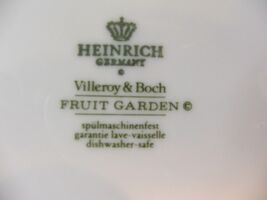 HEINRICH
GERMANY
©
Villeroy & Boch
FRUIT GARDEN ©
spülmaschinenfest
garantie lave-vaisselle
dishwasher-safe